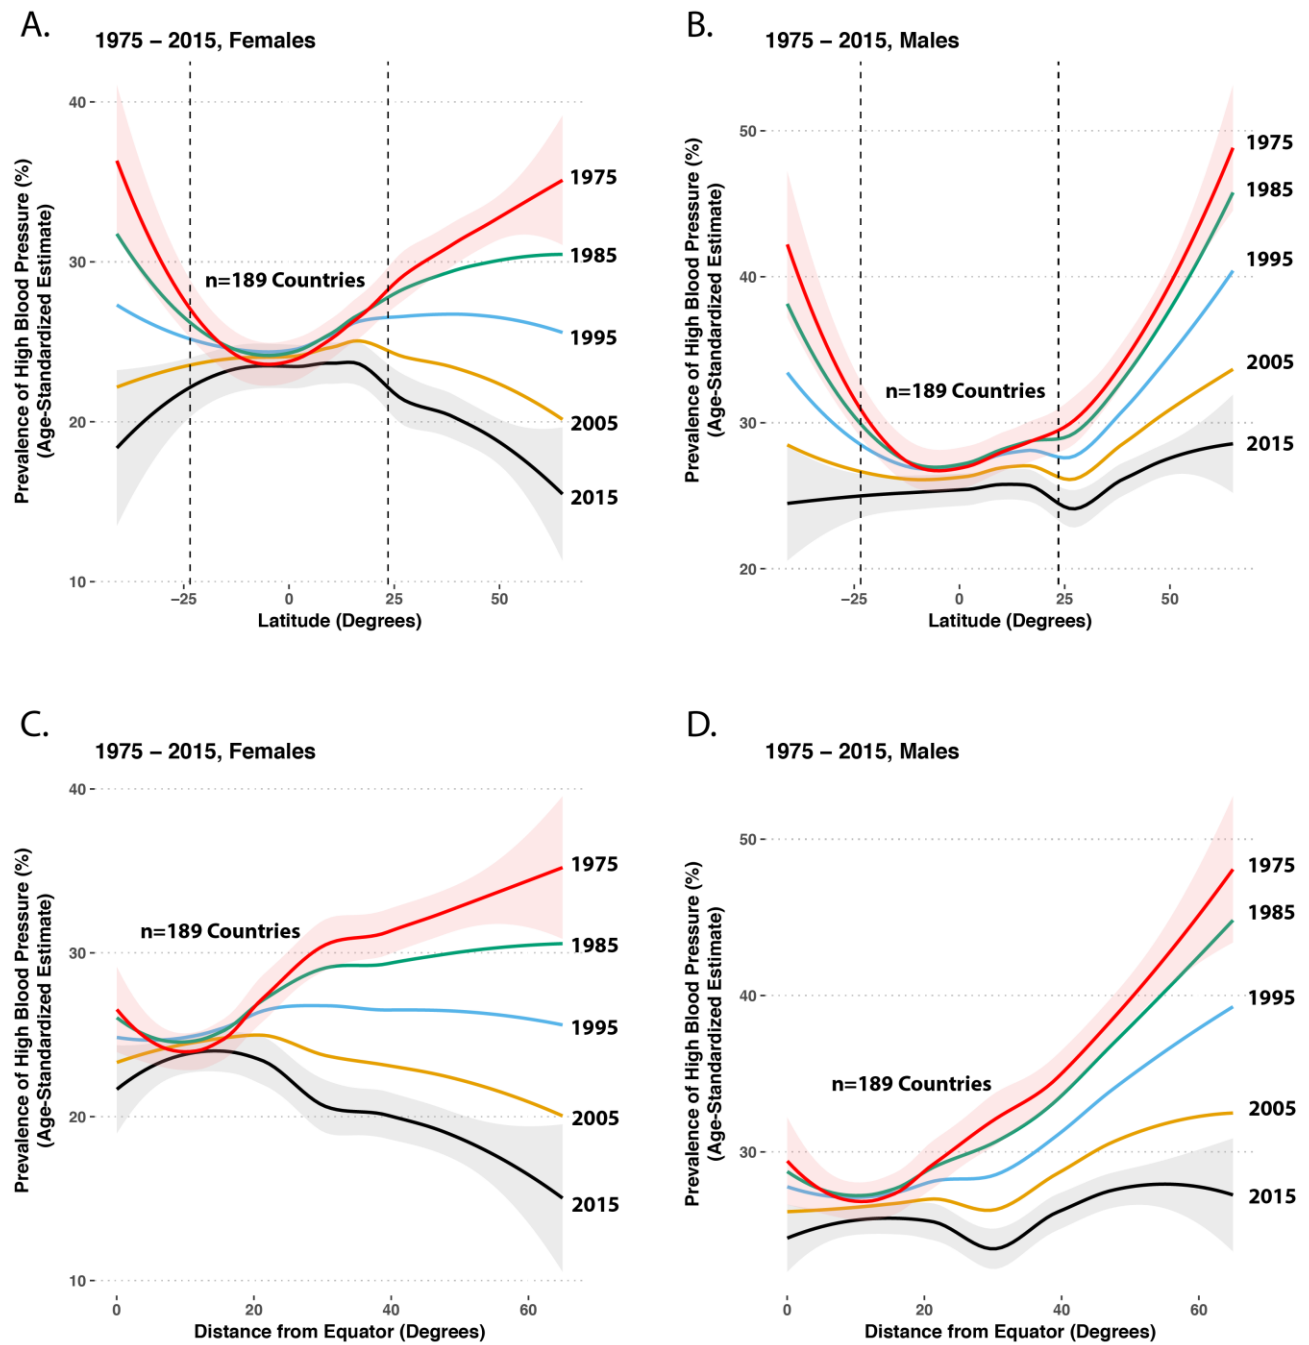 A.
1975 – 2015, Females
Prevalence of High Blood Pressure (%)
(Age-Standardized Estimate)
40
30
20
10
n=189 Countries
1975
1985
1995
2005
2015
−25
0
25
50
Latitude (Degrees)
B.
1975 – 2015, Males
Prevalence of High Blood Pressure (%)
(Age-Standardized Estimate)
50
40
30
20
n=189 Countries
1975
1985
1995
2005
2015
−25
0
25
50
Latitude (Degrees)
C.
1975 – 2015, Females
Prevalence of High Blood Pressure (%)
(Age-Standardized Estimate)
40
30
20
10
n=189 Countries
1975
1985
1995
2005
2015
0
20
40
60
Distance from Equator (Degrees)
D.
1975 – 2015, Males
Prevalence of High Blood Pressure (%)
(Age-Standardized Estimate)
50
40
30
n=189 Countries
1975
1985
1995
2005
2015
0
20
40
60
Distance from Equator (Degrees)